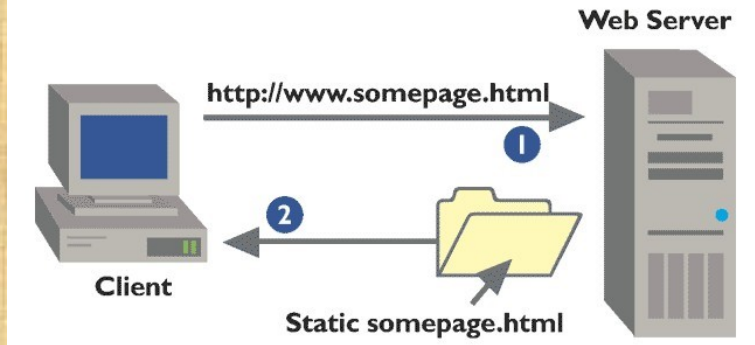 Web Server
http://www.somepage.html
1
2
Client
Static somepage.html